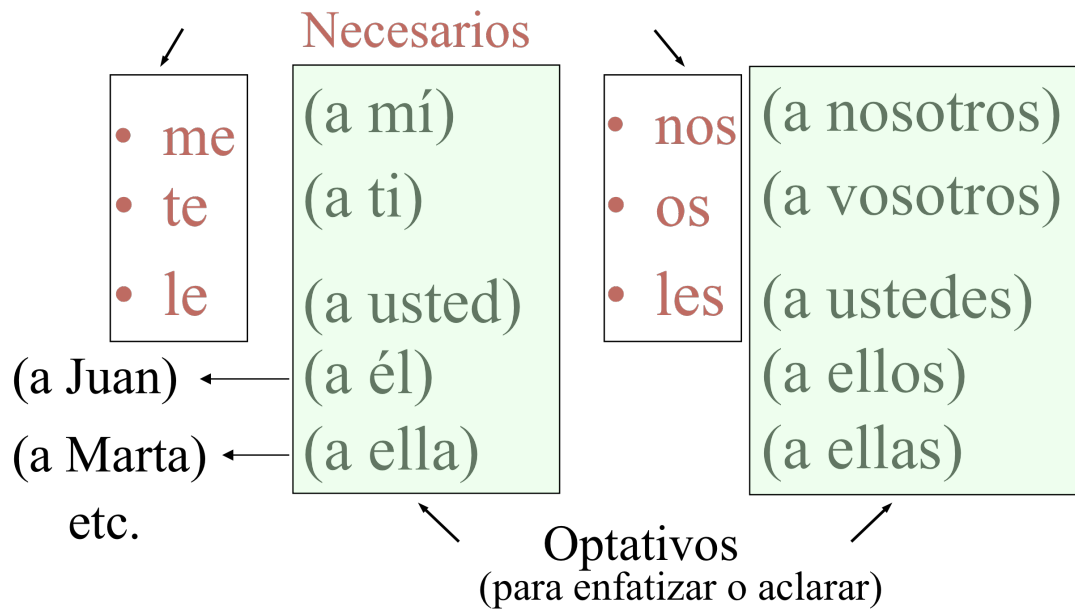 Necesarios
• me (a mí) • nos (a nosotros)
• te (a ti) • os (a vosotros)
• le (a usted) • les (a ustedes)
(a Juan) (a él) (a ellos)
(a Marta) (a ella) (a ellas)
etc.
Optativos
(para enfatizar o aclarar)